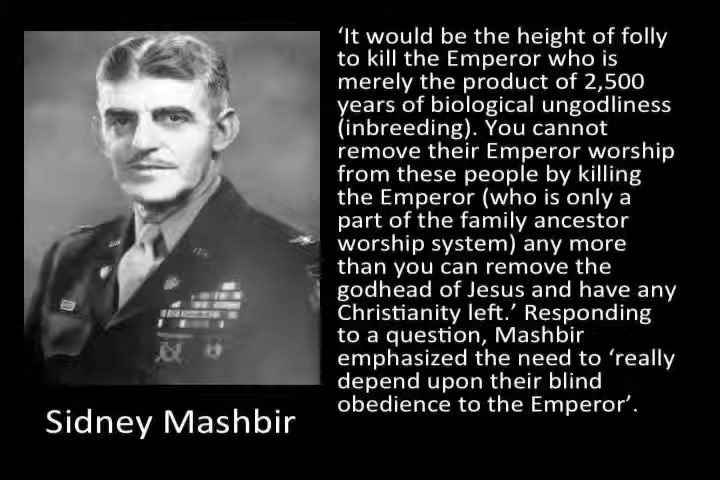 ‘It would be the height of folly
to kill the Emperor who is
merely the product of 2,500
years of biological ungodliness
(inbreeding). You cannot
remove their Emperor worship
from these people by killing
the Emperor (who is only a
part of the family ancestor
worship system) any more
than you can remove the
godhead of Jesus and have any
Christianity left.’ Responding
to a question, Mashbir
emphasized the need to ‘really
depend upon their blind
obedience to the Emperor’.
Sidney Mashbir